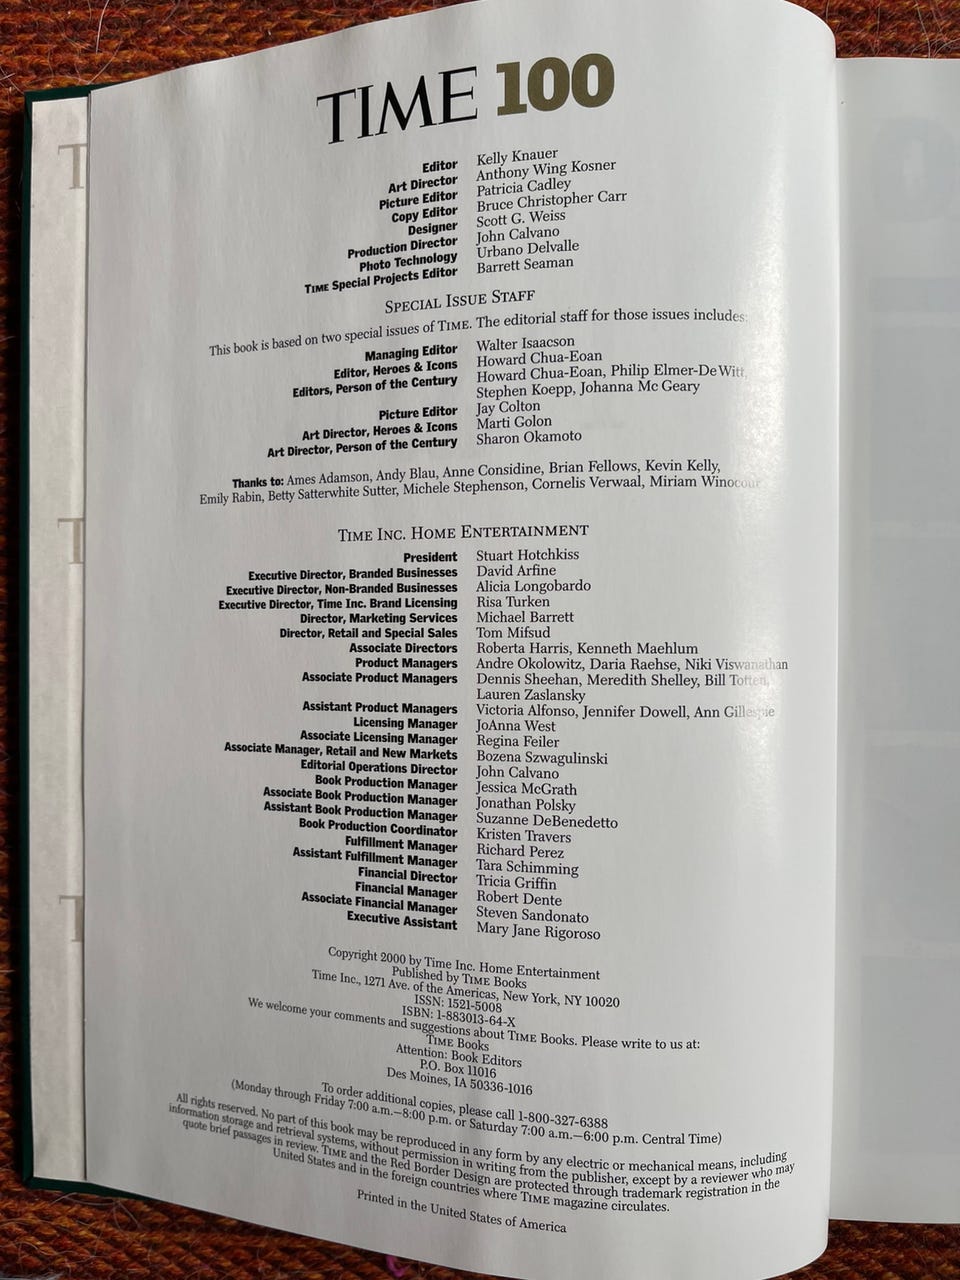 TIME 100
Editor Kelly Knauer
Art Director Anthony Wing Kosner
Picture Editor Patricia Cadley
Copy Editor Bruce Christopher Carr
Designer Scott G. Weiss
Production Director John Calvano
Photo Technology Urbano Delvalle
TIME Special Projects Editor Barrett Seaman
SPECIAL ISSUE STAFF
This book is based on two special issues of TIME. The editorial staff for those issues includes:
Managing Editor Walter Isaacson
Editor, Heroes & Icons Howard Chua-Eoan
Editors, Person of the Century Howard Chua-Eoan, Philip Elmer-DeWitt,
Stephen Koepp, Johanna Mc Geary
Picture Editor Jay Colton
Art Director, Heroes & Icons Marti Golon
Art Director, Person of the Century Sharon Okamoto
Thanks to: Ames Adamson, Andy Blau, Anne Considine, Brian Fellows, Kevin Kelly,
Emily Rabin, Betty Satterwhite Sutter, Michele Stephenson, Cornelis Verwaal, Miriam Winocour
TIME INC. HOME ENTERTAINMENT
President Stuart Hotchkiss
Executive Director, Branded Businesses David Arfine
Executive Director, Non-Branded Businesses Alicia Longobardo
Executive Director, Time Inc. Brand Licensing Risa Turken
Director, Marketing Services Michael Barrett
Director, Retail and Special Sales Tom Mifsud
Associate Directors Roberta Harris, Kenneth Maehlum
Product Managers Andre Okolowitz, Daria Raehse, Niki Viswanathan
Associate Product Managers Dennis Sheehan, Meredith Shelley, Bill Totten,
Lauren Zaslansky
Assistant Product Managers Victoria Alfonso, Jennifer Dowell, Ann Gillespie
Licensing Manager JoAnna West
Associate Licensing Manager Regina Feiler
Associate Manager, Retail and New Markets Bozena Szwagulinski
Editorial Operations Director John Calvano
Book Production Manager Jessica McGrath
Associate Book Production Manager Jonathan Polsky
Assistant Book Production Manager Suzanne DeBenedetto
Book Production Coordinator Kristen Travers
Fulfillment Manager Richard Perez
Assistant Fulfillment Manager Tara Schimming
Financial Director Tricia Griffin
Financial Manager Robert Dente
Associate Financial Manager Steven Sandonato
Executive Assistant Mary Jane Rigoroso
Copyright 2000 by Time Inc. Home Entertainment
Published by TIME Books
Time Inc., 1271 Ave. of the Americas, New York, NY 10020
ISSN: 1521-5008
ISBN: 1-883013-64-X
We welcome your comments and suggestions about TIME Books. Please write to us at:
TIME Books
Attention: Book Editors
P.O. Box 11016
Des Moines, IA 50336-1016
To order additional copies, please call 1-800-327-6388
(Monday through Friday 7:00 a.m.—8:00 p.m. or Saturday 7:00 a.m.—6:00 p.m. Central Time)
All rights reserved. No part of this book may be reproduced in any form by any electric or mechanical means, including
information storage and retrieval systems, without permission in writing from the publisher, except by a reviewer who may
quote brief passages in review. TIME and the Red Border Design are protected through trademark registration in the
United States and in the foreign countries where TIME magazine circulates.
Printed in the United States of America